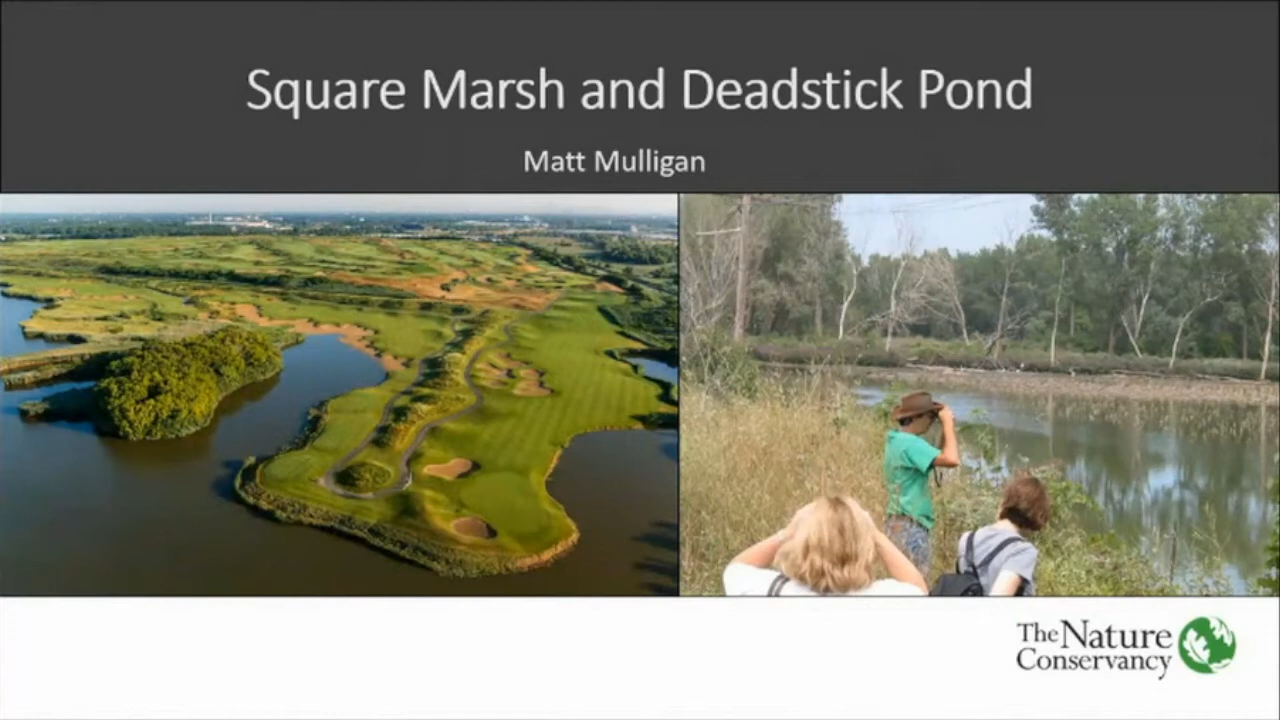 Square Marsh and Deadstick Pond
Matt Mulligan
The Nature
Conservancy